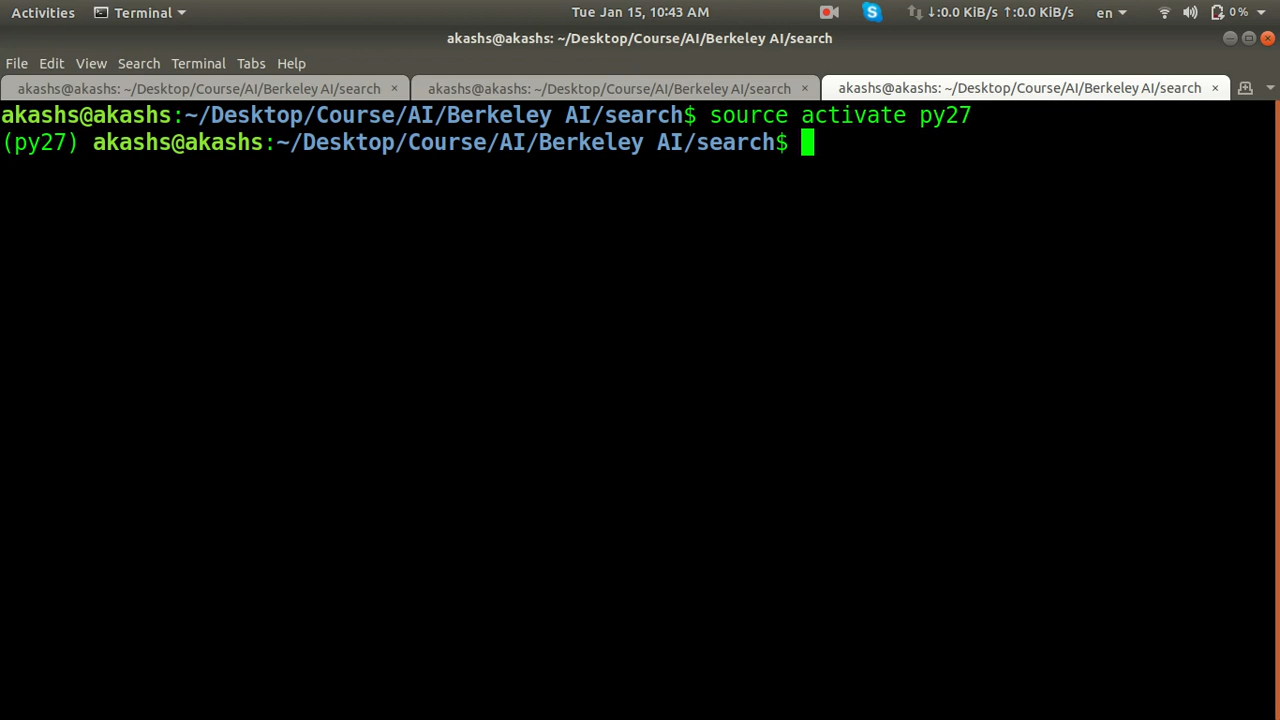 Activities Terminal Tue Jan 15, 10:43 AM ↓:0.0 KiB/s ↑:0.0 KiB/s en 0%
akashs@akashs: ~/Desktop/Course/AI/Berkeley AI/search
File Edit View Search Terminal Tabs Help
akashs@akashs: ~/Desktop/Course/AI/Berkeley AI/search × akashs@akashs: ~/Desktop/Course/AI/Berkeley AI/search × akashs@akashs: ~/Desktop/Course/AI/Berkeley AI/search ×
akashs@akashs:~/Desktop/Course/AI/Berkeley AI/search$ source activate py27
(py27) akashs@akashs:~/Desktop/Course/AI/Berkeley AI/search$